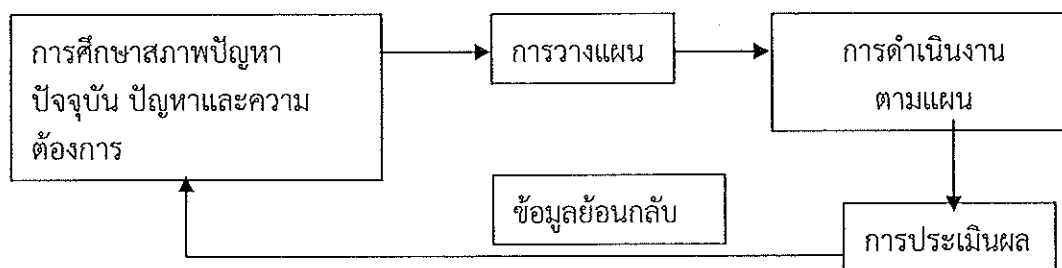 การศึกษาสภาพปัญหา
ปัจจุบัน ปัญหาและความ
ต้องการ
การวางแผน
การดำเนินงาน
ตามแผน
ข้อมูลย้อนกลับ
การประเมินผล